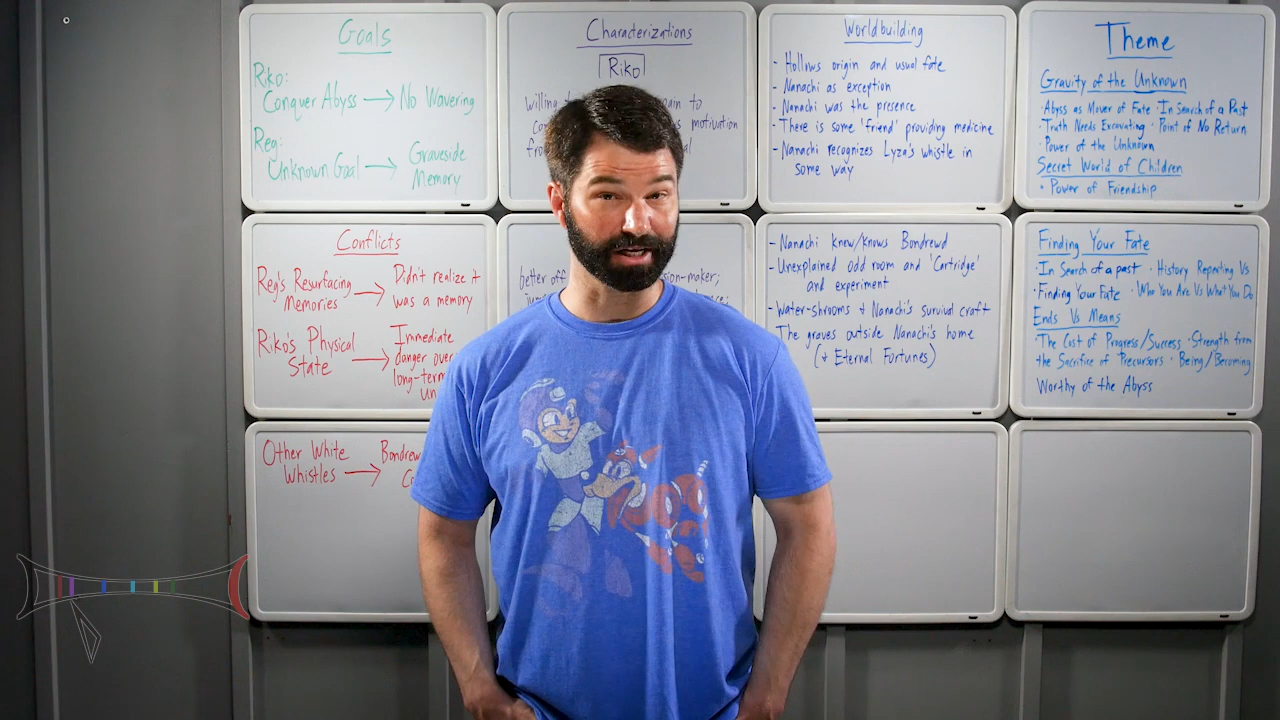 Goals
Riko:
Conquer Abyss → No Wavering
Reg:
Unknown Goal → Graveside
Memory
Characterizations
Riko
to
motivation
Worldbuilding
- Hollows origin and usual fate
- Nanachi as exception
- Nanachi was the presence
- There is some 'friend' providing medicine
- Nanachi recognizes Lyza's whistle in
some way
Theme
Gravity of the Unknown
· Abyss as Mover of Fate · In Search of a Past
· Truth Needs Excavating · Point of No Return
· Power of the Unknown
Secret World of Children
· Power of Friendship
Conflicts
Reg's Resurfacing
Memories → Didn't realize it
was a memory
Riko's Physical
State → Immediate
danger over
long-term
better off
- Nanachi knew/knows Bondrewd
- Unexplained odd room and 'Cartridge'
and experiment
- Water-shrooms + Nanachi's survival craft
- The graves outside Nanachi's home
(+ Eternal Fortunes)
Finding Your Fate
· In Search of a past · History Repeating Vs
· Finding Your Fate · Who You Are Vs What You Do
Ends Vs Means
· The Cost of Progress/Success · Strength from
the Sacrifice of Precursors · Being/Becoming
Worthy of the Abyss
Other White
Whistles →